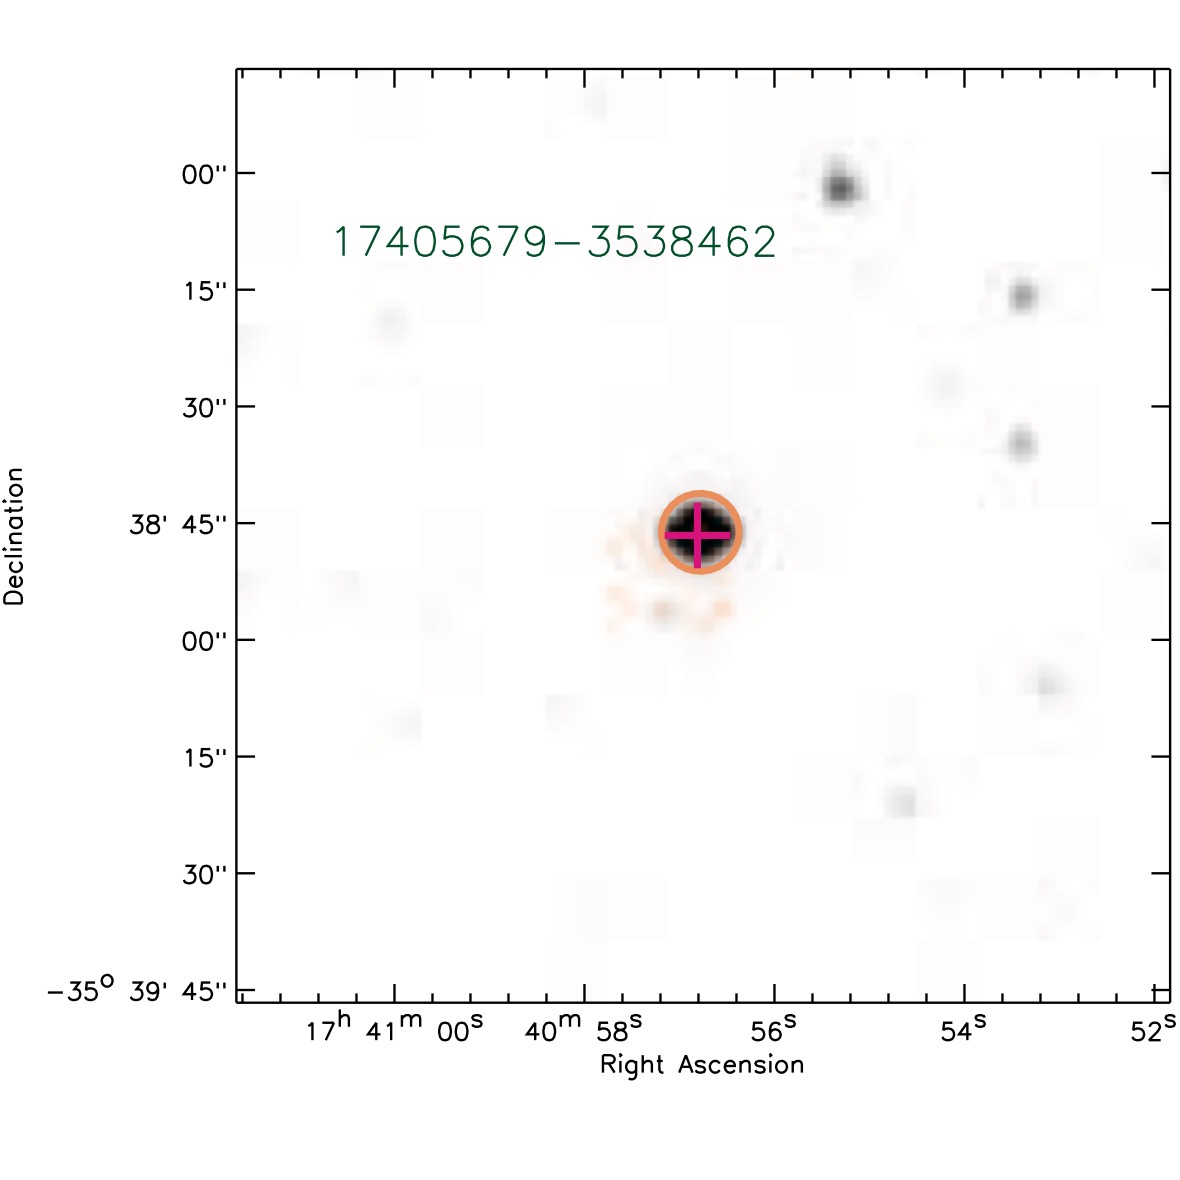 17405679-3538462
00"
15"
30"
38' 45"
00"
15"
30"
-35° 39' 45"
Declination
17ʰ 41ᵐ 00ˢ 40ᵐ 58ˢ 56ˢ 54ˢ 52ˢ
Right Ascension